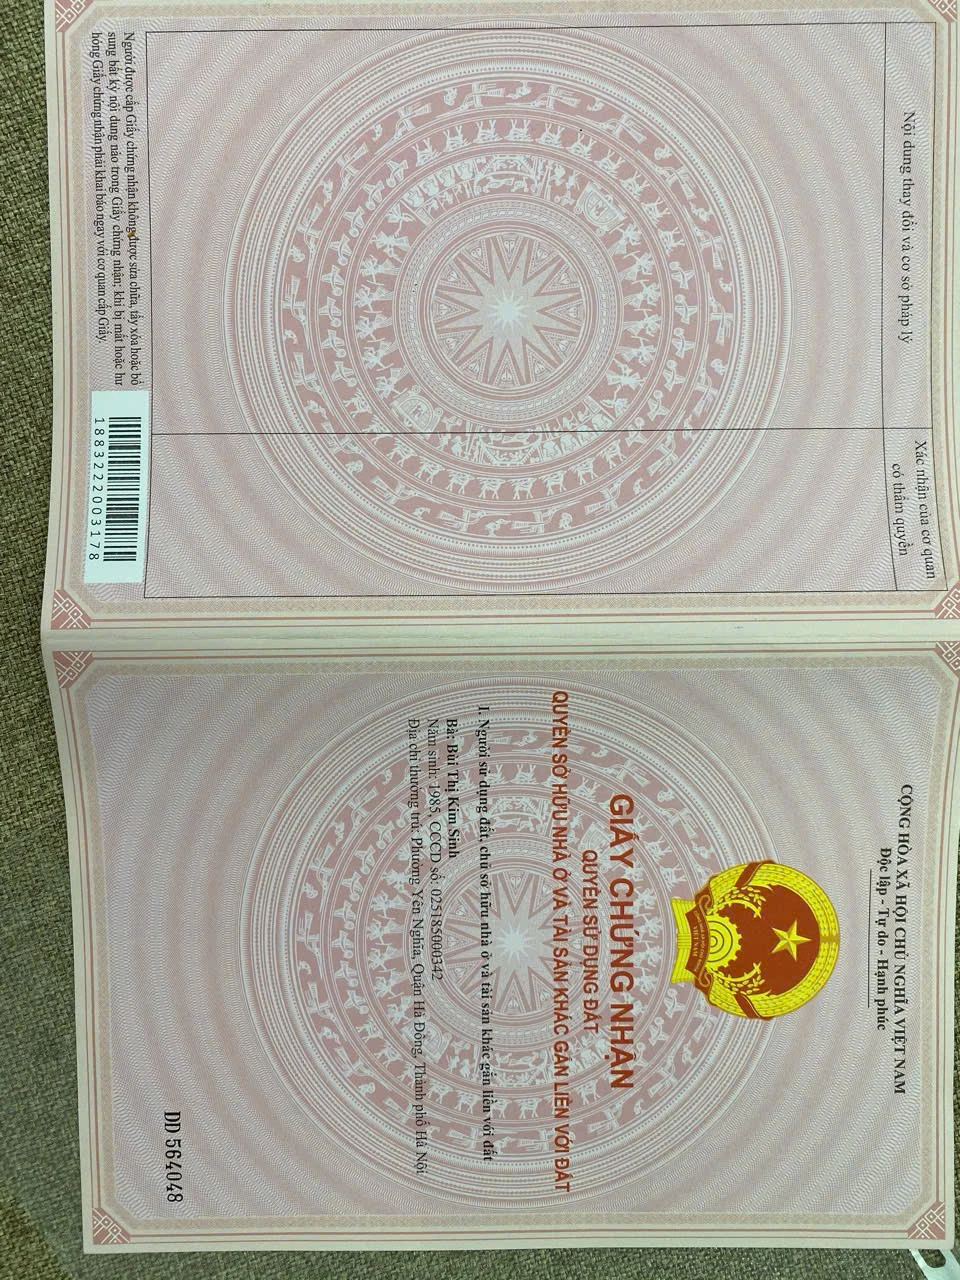 Nội dung thay đổi và cơ sở pháp lý
Xác nhận của cơ quan
có thẩm quyền
Người được cấp Giấy chứng nhận không được sửa chữa, tẩy xóa hoặc bổ
sung bất kỳ nội dung nào trong Giấy chứng nhận; khi bị mất hoặc hư
hỏng Giấy chứng nhận phải khai báo ngay với cơ quan cấp Giấy.
1883222003178
CỘNG HÒA XÃ HỘI CHỦ NGHĨA VIỆT NAM
Độc lập - Tự do - Hạnh phúc
VIỆT NAM
GIẤY CHỨNG NHẬN
QUYỀN SỬ DỤNG ĐẤT
QUYỀN SỞ HỮU NHÀ Ở VÀ TÀI SẢN KHÁC GẮN LIỀN VỚI ĐẤT
I. Người sử dụng đất, chủ sở hữu nhà ở và tài sản khác gắn liền với đất
Bà: Bùi Thị Kim Sinh
Năm sinh: 1985, CCCD số: 025185000342
Địa chỉ thường trú: Phường Yên Nghĩa, Quận Hà Đông, Thành phố Hà Nội
DD 564048